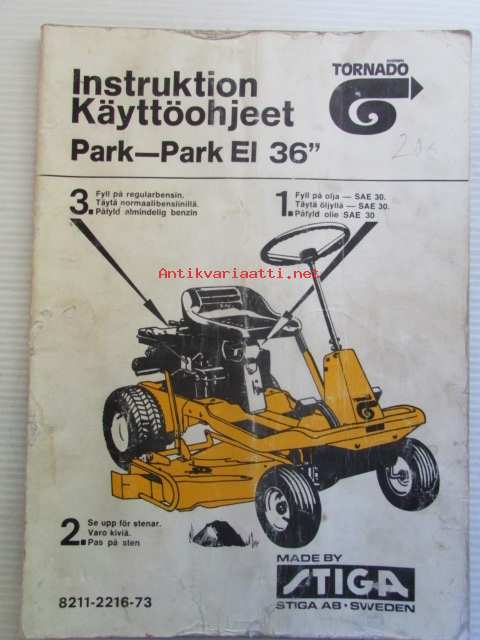 Instruktion
Käyttöohjeet
Park—Park El 36”
TORNADO
3. Fyll på regularbensin.
Täytä normaalibensiinillä.
Påfyld almindelig benzin
1. Fyll på olja — SAE 30.
Täytä öljyllä — SAE 30.
Påfyld olie SAE 30
Antikvariaatti.net
TORNADO
2. Se upp för stenar.
Varo kiviä.
Pas på sten
MADE BY
STIGA
STIGA AB • SWEDEN
8211-2216-73